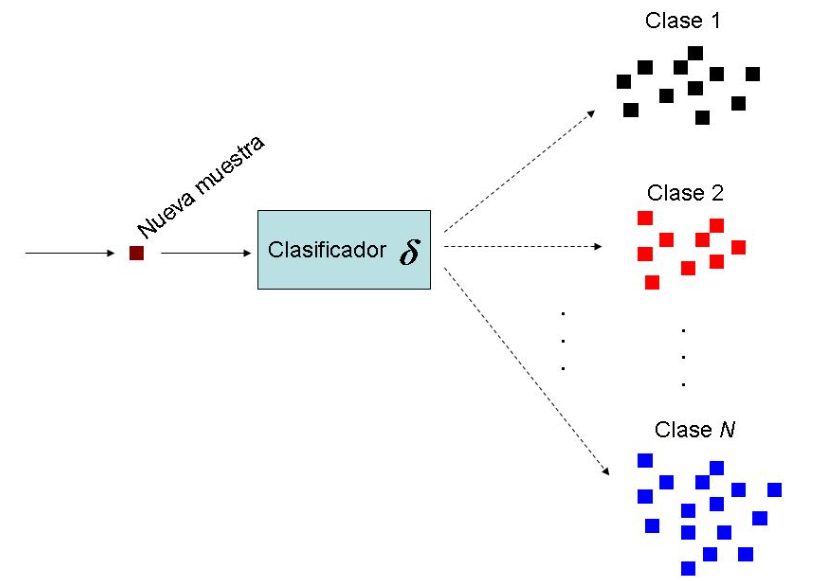 Clase 1
Nueva muestra
Clase 2
Clasificador δ
Clase N